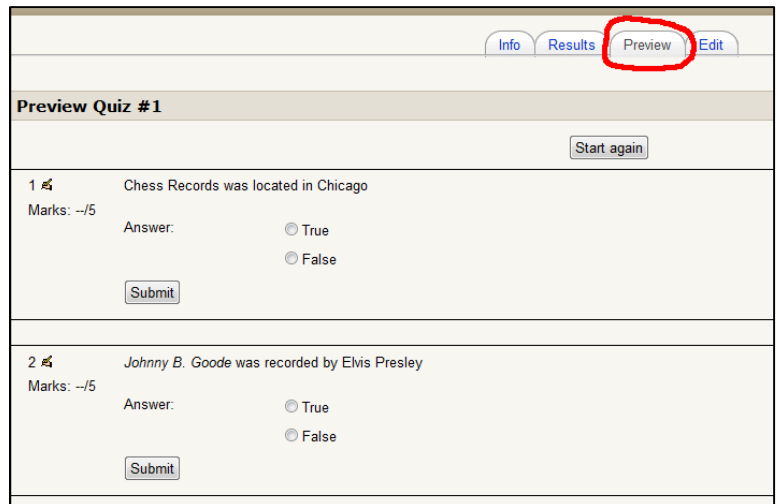 Info Results Preview Edit
Preview Quiz #1
Start again
1 Chess Records was located in Chicago
Marks: --/5
Answer: True
False
Submit
2 Johnny B. Goode was recorded by Elvis Presley
Marks: --/5
Answer: True
False
Submit